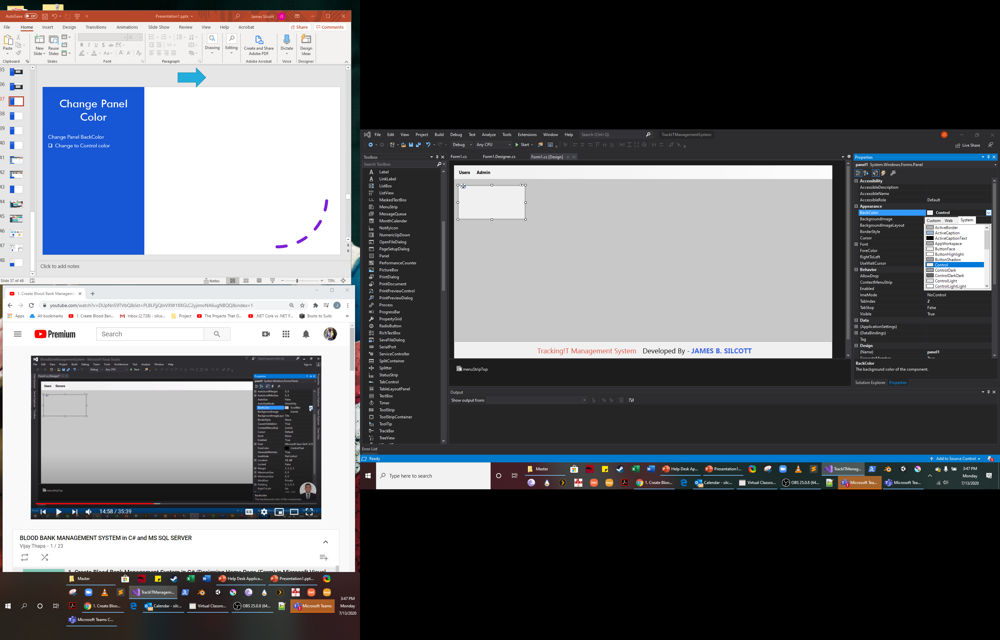 AutoSave Off Presentation1.pptx James Silcott JS
File Home Insert Design Transitions Animations Slide Show Review View Help Acrobat Share Comments
Paste New Slide Reuse Slides 32 Drawing Editing Create and Share Adobe PDF Dictate Design Ideas
Clipboard Slides Font Paragraph Adobe Acrobat Voice Designer
35
36
37
38
39
40
41
42
43
44
45
46
47
48
Change Panel
Color
Change Panel BackColor
Change to Control color
Click to add notes
Slide 37 of 48 Notes 70%
1. Create Blood Bank Manageme
youtube.com/watch?v=DUpNn59TVbQ&list=PLBLPjjQlnVXW18XGLC2yjimoNA6ugNBQQ&index=1
Apps All bookmarks 1. Create Blood Ban... Inbox (2,728) - silco... Project The Projects That G... .NET Core vs .NET F... Boots to Suits »
Premium Search
BloodBankManagementSystem - Microsoft Visual Studio Quick Launch (Ctrl+Q)
File Edit View Project Build Debug Team Tools Architecture Test Analyze Window Help Sign in
Debug Any CPU Start
Form1.cs [Design]*
Users Donors
Properties
panel1 System.Windows.Forms.Panel
AutoScrollMargin 0, 0
AutoScrollMinSize 0, 0
AutoSize False
AutoSizeMode GrowOnly
BackColor ScrollBar
BackgroundImage (none)
BackgroundImageLayo Tile
BorderStyle None
CausesValidation True
ContextMenuStrip (none)
Cursor Default
Dock None
Enabled True
Font Microsoft Sans Serif, 8.25
ForeColor ControlText
GenerateMember True
ImeMode NoControl
Location 12, 62
Locked False
Margin 3, 3, 3, 3
MaximumSize 0, 0
MinimumSize 0, 0
Modifiers Private
Padding 0, 0, 0, 0
RightToLeft No
BackColor
The background color of the component.
menuStripTop
14:58 / 35:39
BLOOD BANK MANAGEMENT SYSTEM in C# and MS SQL SERVER
Vijay Thapa - 1 / 23
1. Create Blood Bank Management System in C# (Designing Home Page (Form) in Microsoft Visual
Master Help Desk Applica... Presentation1.ppt...
TrackITManagem... DeX Wear
1. Create Bloo... Calendar - silc... Virtual Classro... OBS 25.0.8 (64... Microsoft Teams
Microsoft Teams C...
3:47 PM
Monday
7/13/2020
File Edit View Project Build Debug Test Analyze Tools Extensions Window Help Search (Ctrl+Q) TrackITManagementSystem JS
Debug Any CPU Start Live Share
Toolbox
Search Toolbox
Label
LinkLabel
ListBox
ListView
MaskedTextBox
MenuStrip
MessageQueue
MonthCalendar
NotifyIcon
NumericUpDown
OpenFileDialog
PageSetupDialog
Panel
PerformanceCounter
PictureBox
PrintDialog
PrintDocument
PrintPreviewControl
PrintPreviewDialog
Process
ProgressBar
PropertyGrid
RadioButton
RichTextBox
SaveFileDialog
SerialPort
ServiceController
SplitContainer
Splitter
StatusStrip
TabControl
TableLayoutPanel
TextBox
Timer
ToolStrip
ToolStripContainer
ToolTip
TrackBar
TreeView
Form1.cs Form1.Designer.cs Form1.cs [Design]
Users Admin
Tracking!T Management System Developed By - JAMES B. SILCOTT
menuStripTop
Output
Show output from:
Properties
panel1 System.Windows.Forms.Panel
Accessibility
AccessibleDescription
AccessibleName
AccessibleRole Default
Appearance
BackColor Control
BackgroundImage
BackgroundImageLayout
BorderStyle
Cursor
Font
ForeColor
RightToLeft
UseWaitCursor
Behavior
AllowDrop
ContextMenuStrip
Enabled
ImeMode NoControl
TabIndex 2
TabStop False
Visible True
Data
(ApplicationSettings)
(DataBindings)
Tag
Design
(Name) panel1
GenerateMember True
Custom Web System
ActiveBorder
ActiveCaption
ActiveCaptionText
AppWorkspace
ButtonFace
ButtonHighlight
ButtonShadow
Control
ControlDark
ControlDarkDark
ControlLight
ControlLightLight
BackColor
The background color of the component.
Solution Explorer Properties
Error List
Ready Add to Source Control 5
Type here to search
Master Help Desk Ap... Presentation1... TrackITManag...
DeX Wear 1. Create Bloo... Calendar - silc... Virtual Classro... OBS 25.0.8 (64... Microsoft Tea... Microsoft Tea...
3:47 PM
Monday
7/13/2020